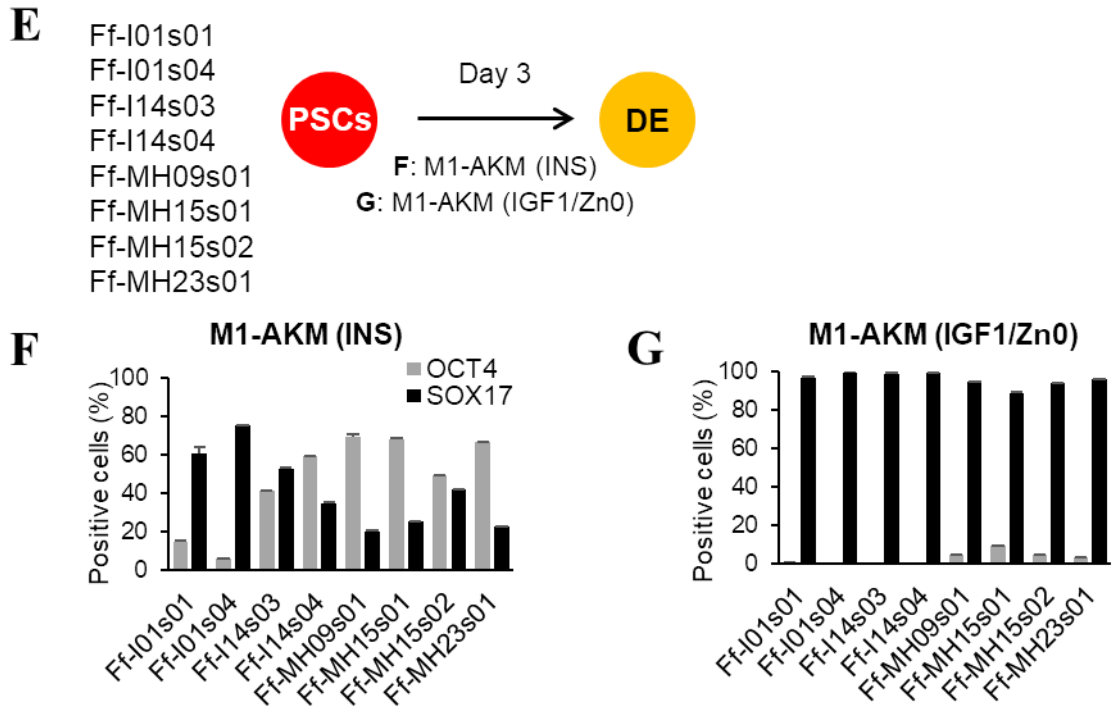 E
Ff-I01s01
Ff-I01s04
Ff-I14s03
Ff-I14s04
Ff-MH09s01
Ff-MH15s01
Ff-MH15s02
Ff-MH23s01
PSCs
Day 3
DE
F: M1-AKM (INS)
G: M1-AKM (IGF1/Zn0)
F
M1-AKM (INS)
OCT4
SOX17
Positive cells (%)
100
80
60
40
20
0
Ff-I01s01
Ff-I01s04
Ff-I14s03
Ff-I14s04
Ff-MH09s01
Ff-MH15s01
Ff-MH15s02
Ff-MH23s01
G
M1-AKM (IGF1/Zn0)
Positive cells (%)
100
80
60
40
20
0
Ff-I01s01
Ff-I01s04
Ff-I14s03
Ff-I14s04
Ff-MH09s01
Ff-MH15s01
Ff-MH15s02
Ff-MH23s01